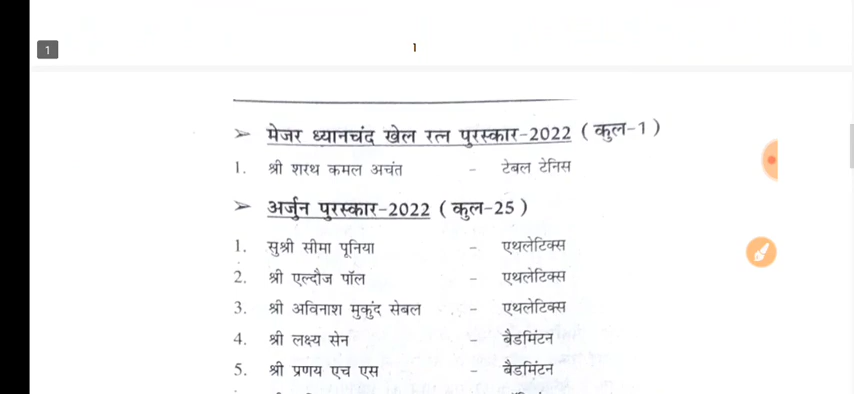 1
1
➢ मेजर ध्यानचंद खेल रत्न पुरस्कार-2022 ( कुल-1 )
1. श्री शरथ कमल अचंत - टेबल टेनिस
➢ अर्जुन पुरस्कार-2022 ( कुल-25 )
1. सुश्री सीमा पूनिया - एथलेटिक्स
2. श्री एल्दौज पॉल - एथलेटिक्स
3. श्री अविनाश मुकुंद सेबल - एथलेटिक्स
4. श्री लक्ष्य सेन - बैडमिंटन
5. श्री प्रणय एच एस - बैडमिंटन